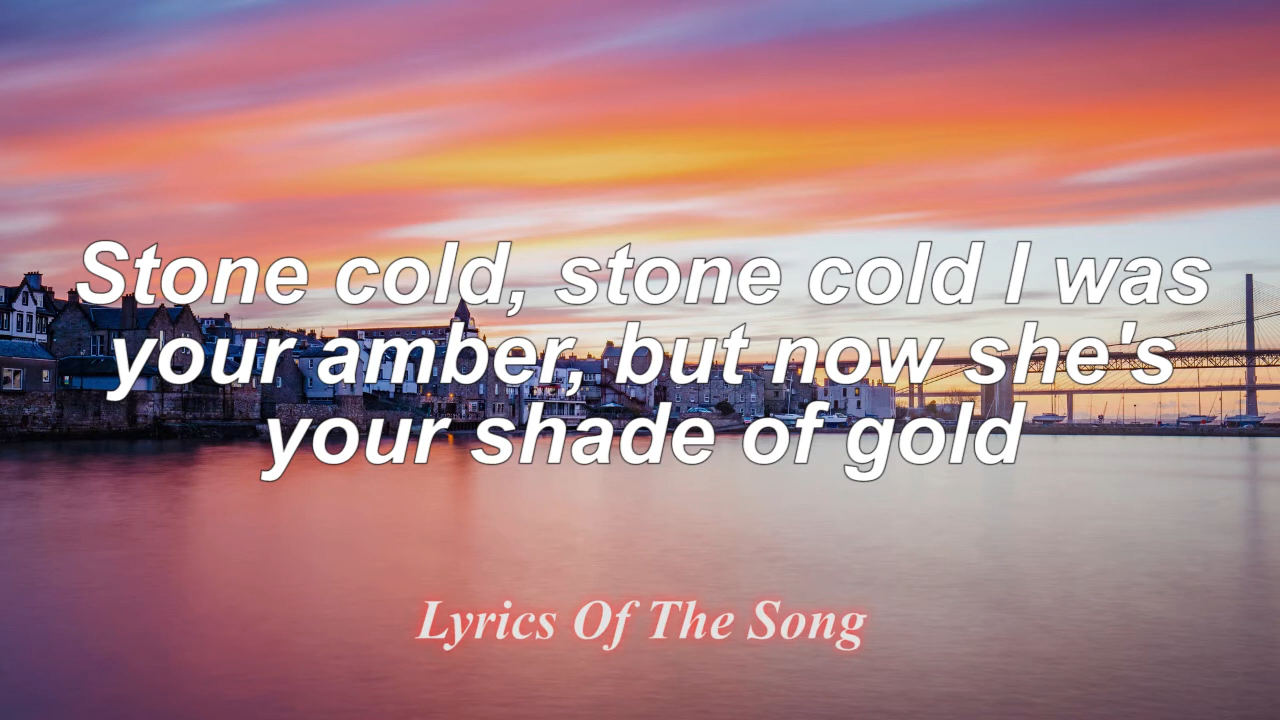 Stone cold, stone cold I was
your amber, but now she's
your shade of gold
Lyrics Of The Song